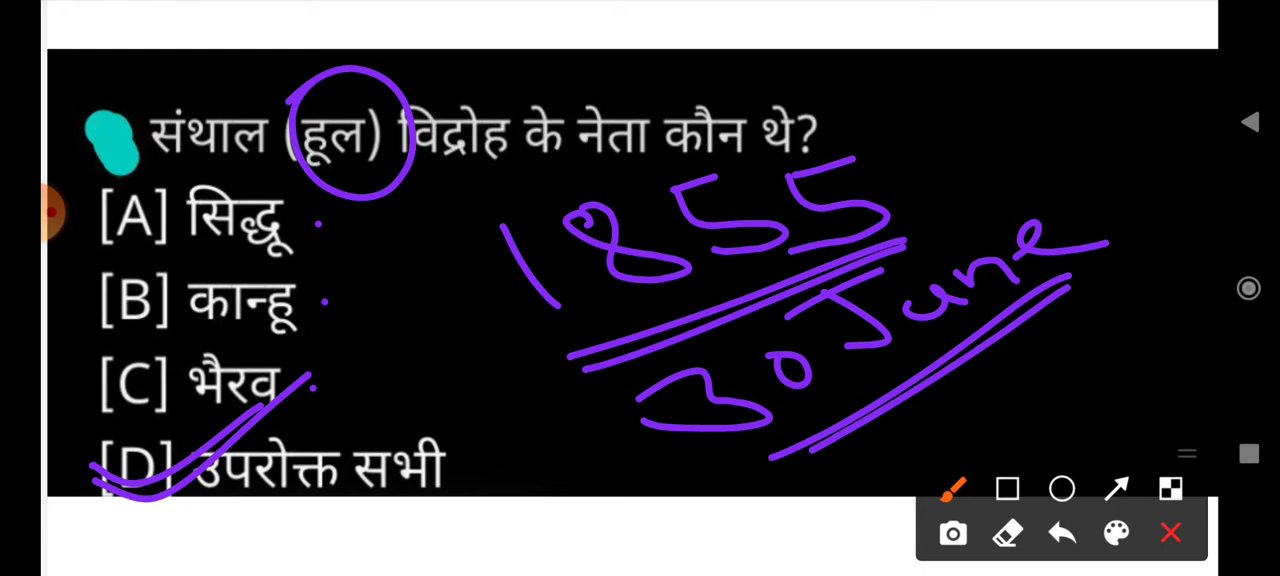 संथाल (हूल) विद्रोह के नेता कौन थे?
[A] सिद्धू
[B] कान्हू
[C] भैरव
[D] उपरोक्त सभी
1855
30 June